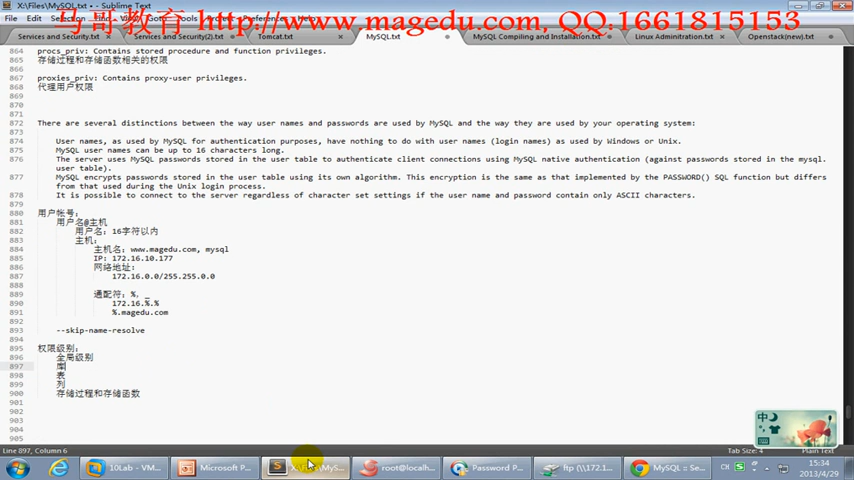 X:\Files\MySQL.txt • - Sublime Text
File Edit Selection Find View Goto Tools Project Preferences Help
马哥教育 http://www.magedu.com, QQ:1661815153
Services and Security.txt Services and Security(2).txt Tomcat.txt MySQL.txt MySQL Compiling and Installation.txt Linux Adminitration.txt Openstack(new).txt
864 procs_priv: Contains stored procedure and function privileges.
865 存储过程和存储函数相关的权限
866
867 proxies_priv: Contains proxy-user privileges.
868 代理用户权限
869
870
871
872 There are several distinctions between the way user names and passwords are used by MySQL and the way they are used by your operating system:
873
874 User names, as used by MySQL for authentication purposes, have nothing to do with user names (login names) as used by Windows or Unix.
875 MySQL user names can be up to 16 characters long.
876 The server uses MySQL passwords stored in the user table to authenticate client connections using MySQL native authentication (against passwords stored in the mysql.
user table).
877 MySQL encrypts passwords stored in the user table using its own algorithm. This encryption is the same as that implemented by the PASSWORD() SQL function but differs
from that used during the Unix login process.
878 It is possible to connect to the server regardless of character set settings if the user name and password contain only ASCII characters.
879
880 用户帐号:
881 用户名@主机
882 用户名: 16字符以内
883 主机:
884 主机名: www.magedu.com, mysql
885 IP: 172.16.10.177
886 网络地址:
887 172.16.0.0/255.255.0.0
888
889 通配符: %, _
890 172.16.%.%
891 %.magedu.com
892
893 --skip-name-resolve
894
895 权限级别:
896 全局级别
897 库
898 表
899 列
900 存储过程和存储函数
901
902
903
904
905
Line 897, Column 6 Tab Size: 4 Plain Text
中
10Lab - VM... Microsoft P... X:\Files\MyS... root@localh... Password P... ftp (\\172.1... MySQL :: Se... CH 15:34
2013/4/29